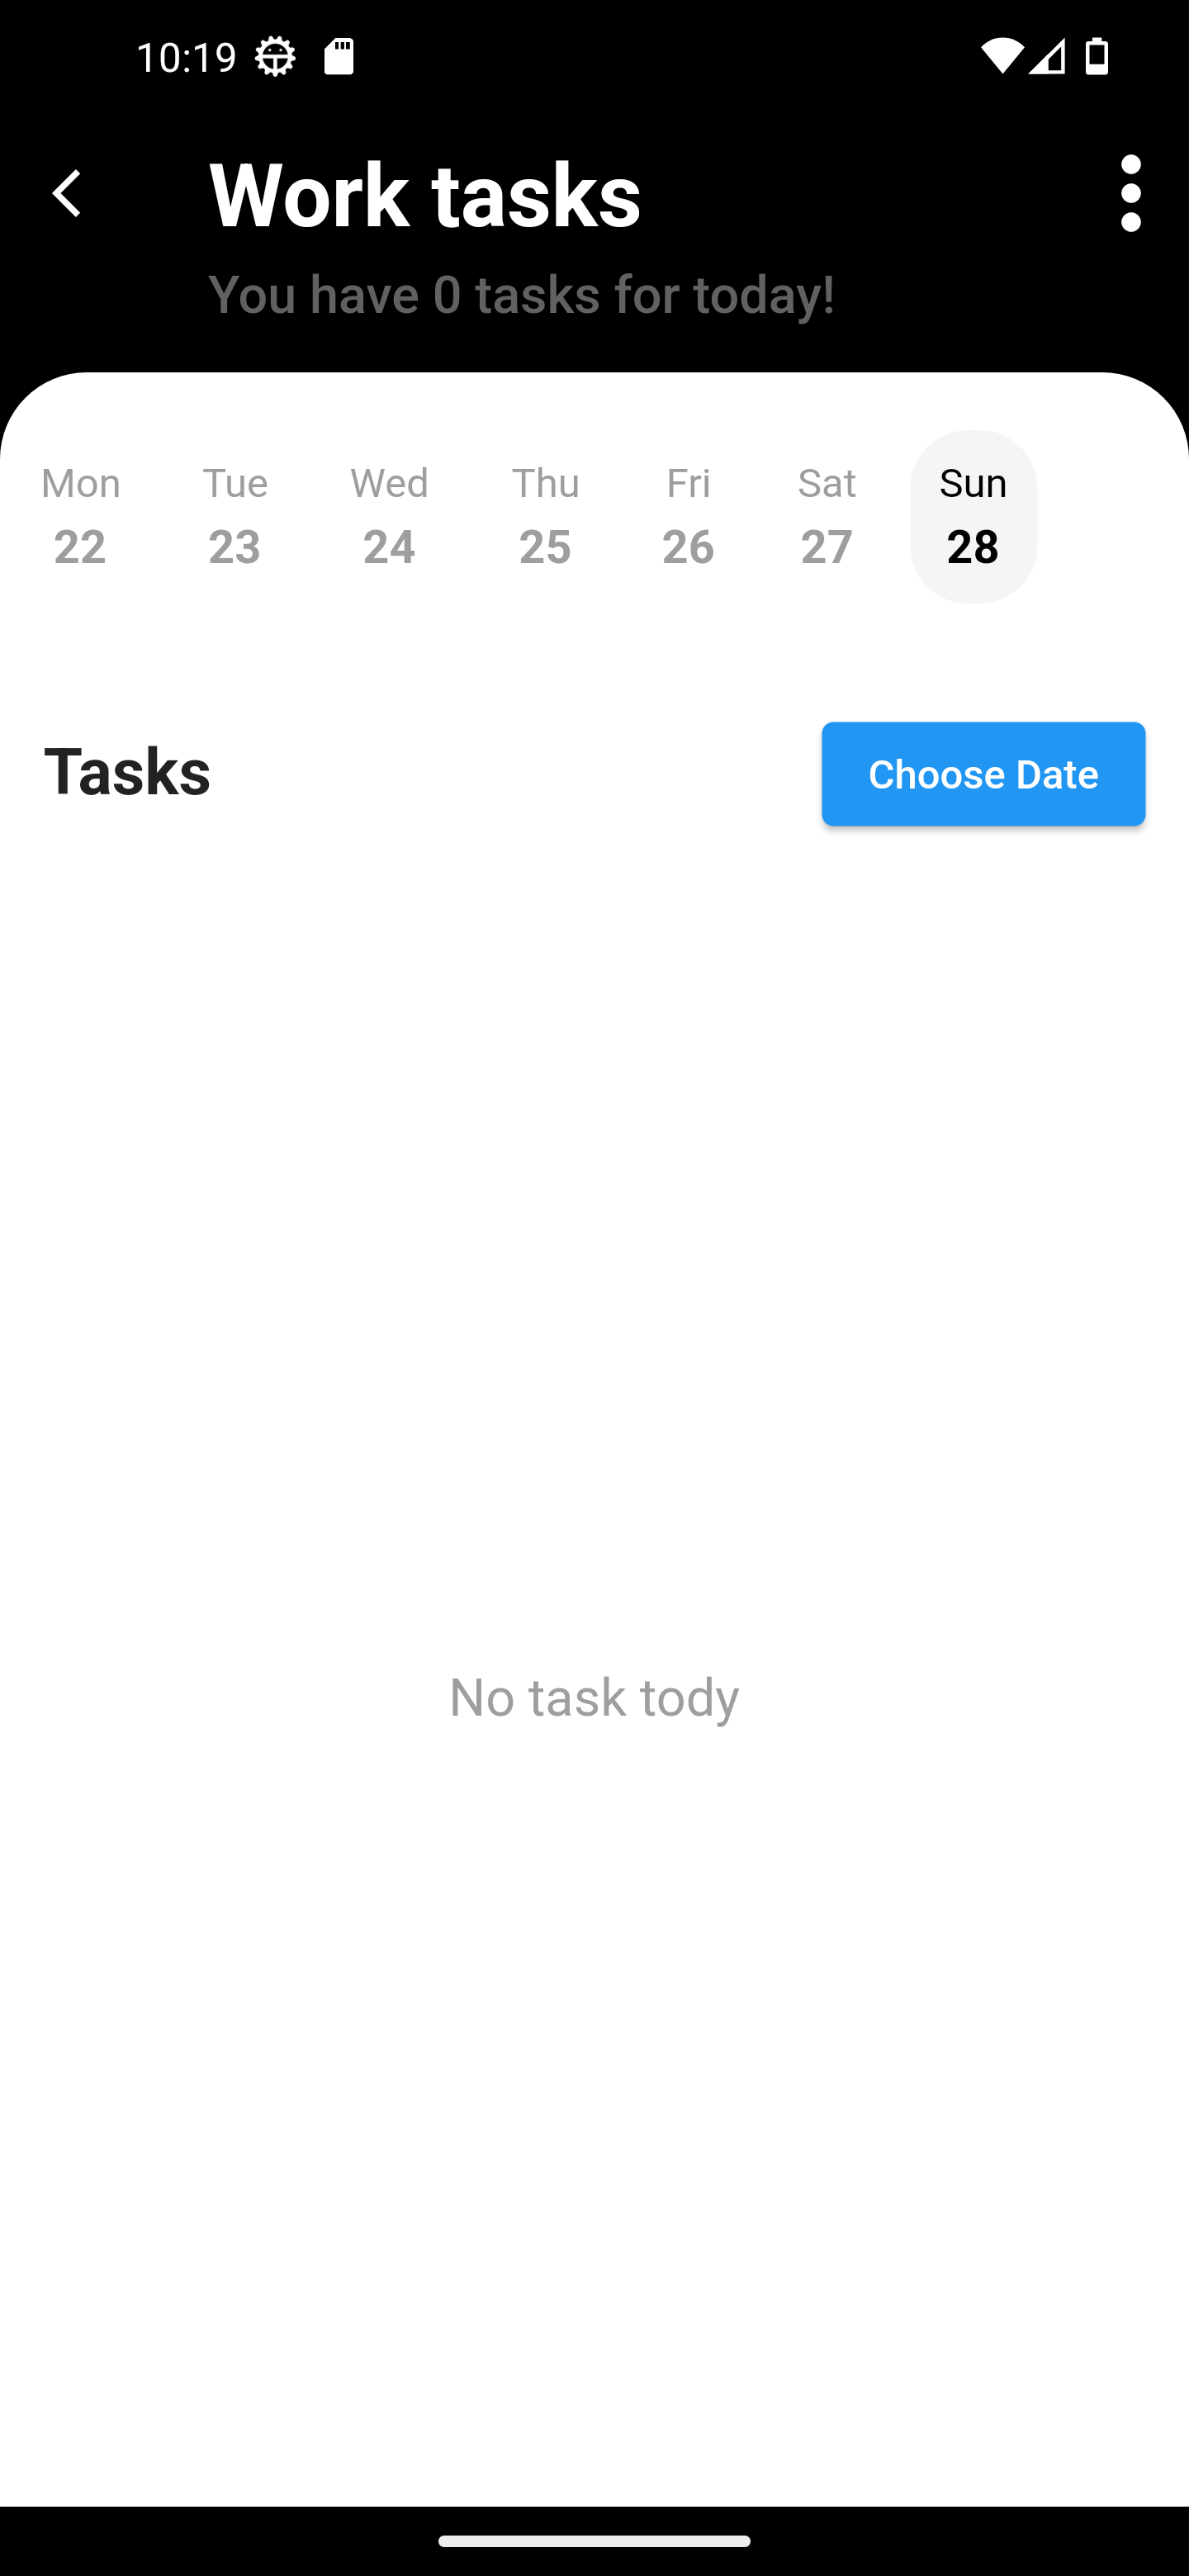 10:19
Work tasks
You have 0 tasks for today!
Mon Tue Wed Thu Fri Sat Sun
22 23 24 25 26 27 28
Tasks
Choose Date
No task tody